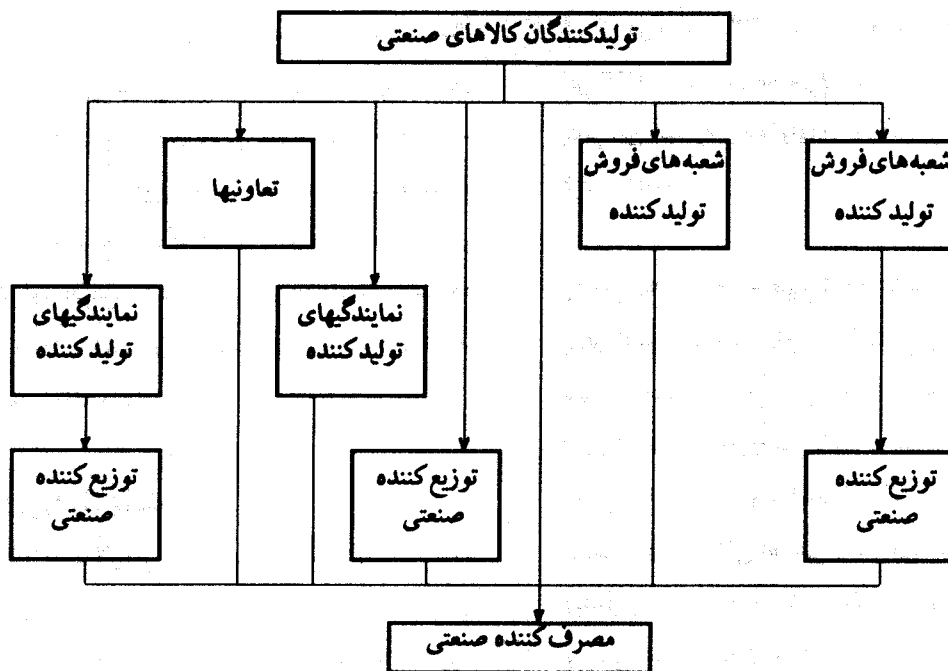 تولیدکنندگان کالاهای صنعتی
شعبه‌های فروش
تولیدکننده
شعبه‌های فروش
تولیدکننده
تعاونیها
نمایندگیهای
تولیدکننده
نمایندگیهای
تولیدکننده
توزیع‌کننده
صنعتی
توزیع‌کننده
صنعتی
توزیع‌کننده
صنعتی
مصرف‌کننده صنعتی